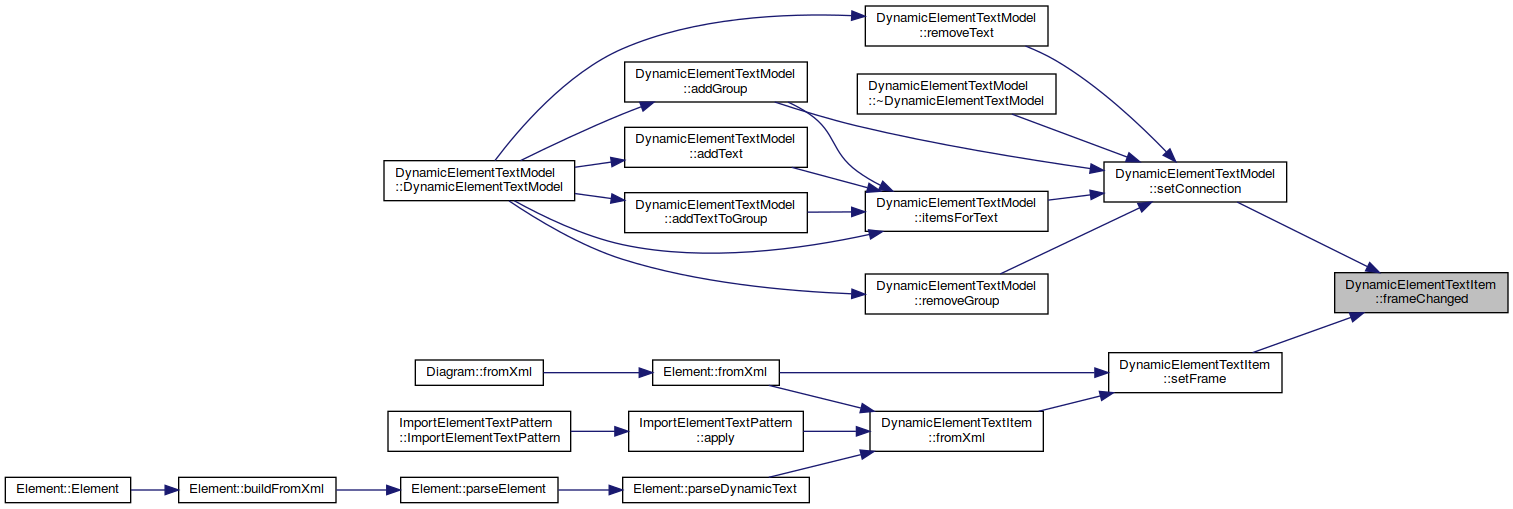 DynamicElementTextModel
::removeText
DynamicElementTextModel
::addGroup
DynamicElementTextModel
::~DynamicElementTextModel
DynamicElementTextModel
::addText
DynamicElementTextModel
::DynamicElementTextModel
DynamicElementTextModel
::setConnection
DynamicElementTextModel
::addTextToGroup
DynamicElementTextModel
::itemsForText
DynamicElementTextItem
::frameChanged
DynamicElementTextModel
::removeGroup
Diagram::fromXml
Element::fromXml
DynamicElementTextItem
::setFrame
ImportElementTextPattern
::ImportElementTextPattern
ImportElementTextPattern
::apply
DynamicElementTextItem
::fromXml
Element::Element
Element::buildFromXml
Element::parseElement
Element::parseDynamicText